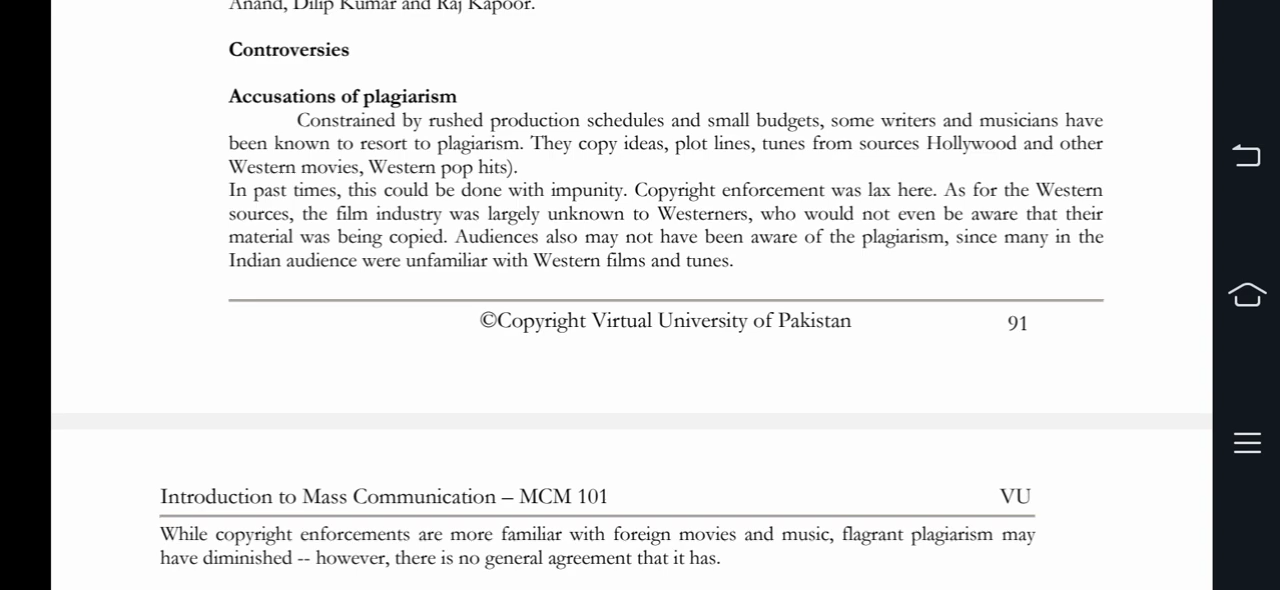 Anand, Dilip Kumar and Raj Kapoor.
Controversies
Accusations of plagiarism
Constrained by rushed production schedules and small budgets, some writers and musicians have
been known to resort to plagiarism. They copy ideas, plot lines, tunes from sources Hollywood and other
Western movies, Western pop hits).
In past times, this could be done with impunity. Copyright enforcement was lax here. As for the Western
sources, the film industry was largely unknown to Westerners, who would not even be aware that their
material was being copied. Audiences also may not have been aware of the plagiarism, since many in the
Indian audience were unfamiliar with Western films and tunes.
©Copyright Virtual University of Pakistan 91
Introduction to Mass Communication – MCM 101 VU
While copyright enforcements are more familiar with foreign movies and music, flagrant plagiarism may
have diminished -- however, there is no general agreement that it has.